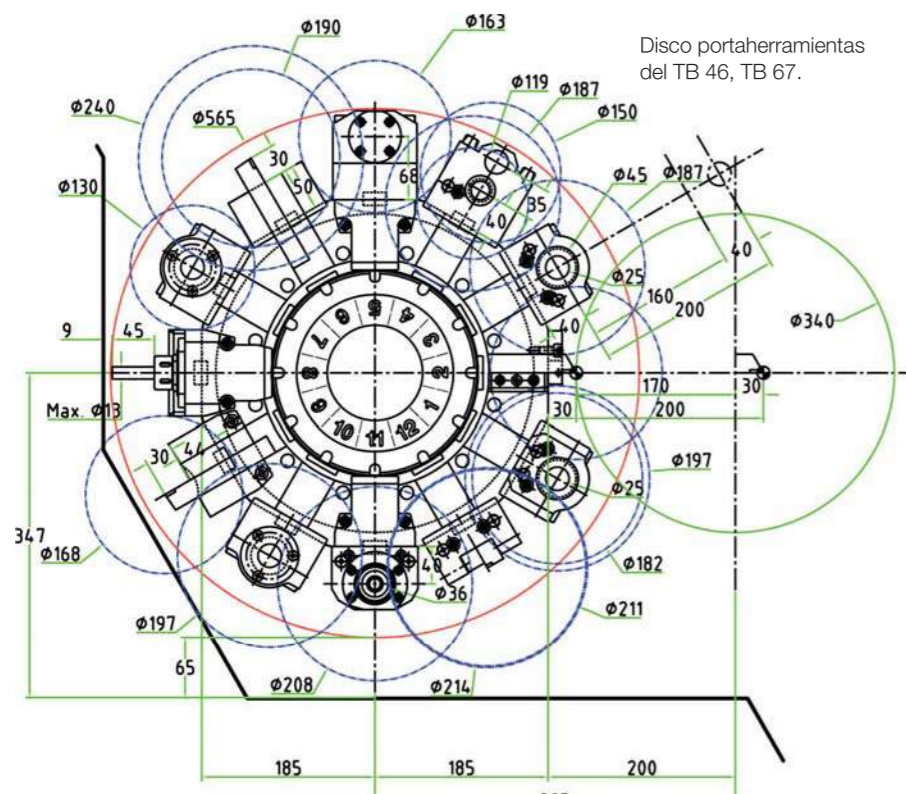 Ø190
Ø163
Disco portaherramientas
del TB 46, TB 67.
Ø119
Ø187
Ø240
Ø565
Ø150
30
50
68
Ø45
Ø187
Ø130
35
40
40
Ø25
160
200
9
45
40
Ø340
5
6
4
7
3
8
2
9
1
10
11
12
170
30
Max. Ø13
30
200
44
30
Ø197
Ø25
347
Ø168
40
Ø182
Ø36
Ø211
Ø197
65
Ø208
Ø214
185
185
200